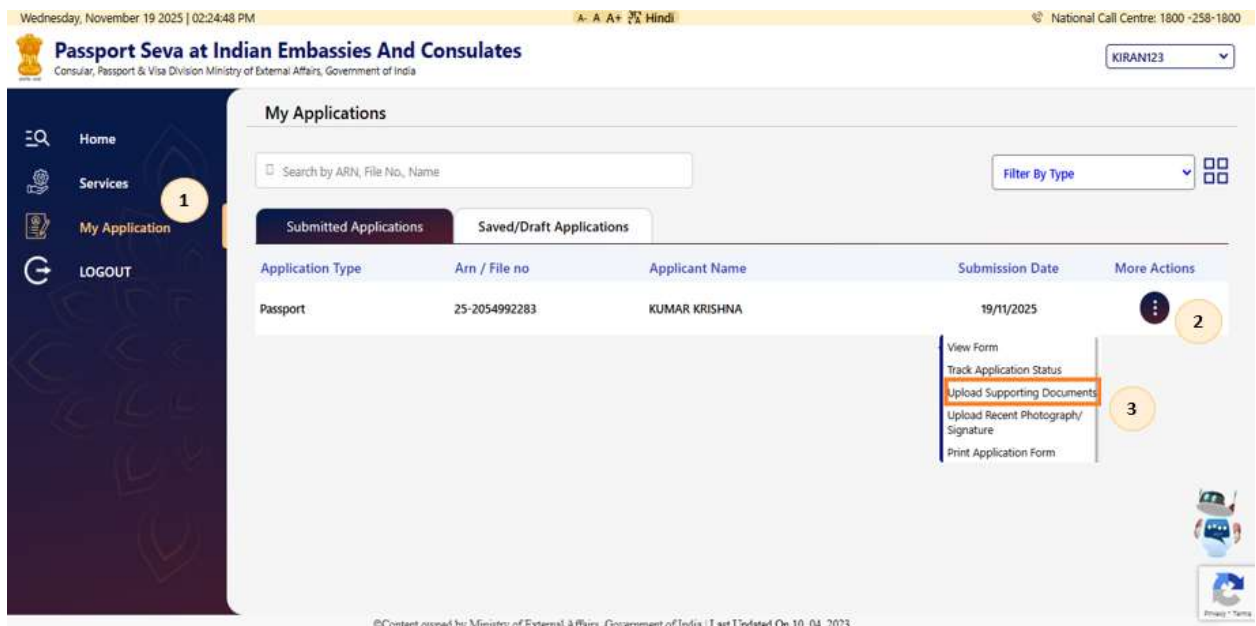 Wednesday, November 19 2025 | 02:24:48 PM
A- A A+ Hindi
National Call Centre: 1800 -258-1800
Passport Seva at Indian Embassies And Consulates
Consular, Passport & Visa Division Ministry of External Affairs, Government of India
KIRAN123
My Applications
Home
Services
1
My Application
LOGOUT
Search by ARN, File No., Name
Filter By Type
Submitted Applications Saved/Draft Applications
Application Type Arn / File no Applicant Name Submission Date More Actions
Passport 25-2054992283 KUMAR KRISHNA 19/11/2025
2
View Form
Track Application Status
Upload Supporting Documents
3
Upload Recent Photograph/
Signature
Print Application Form
Privacy - Terms
©Content owned by Ministry of External Affairs, Government of India | Last Updated On 10, 04, 2023